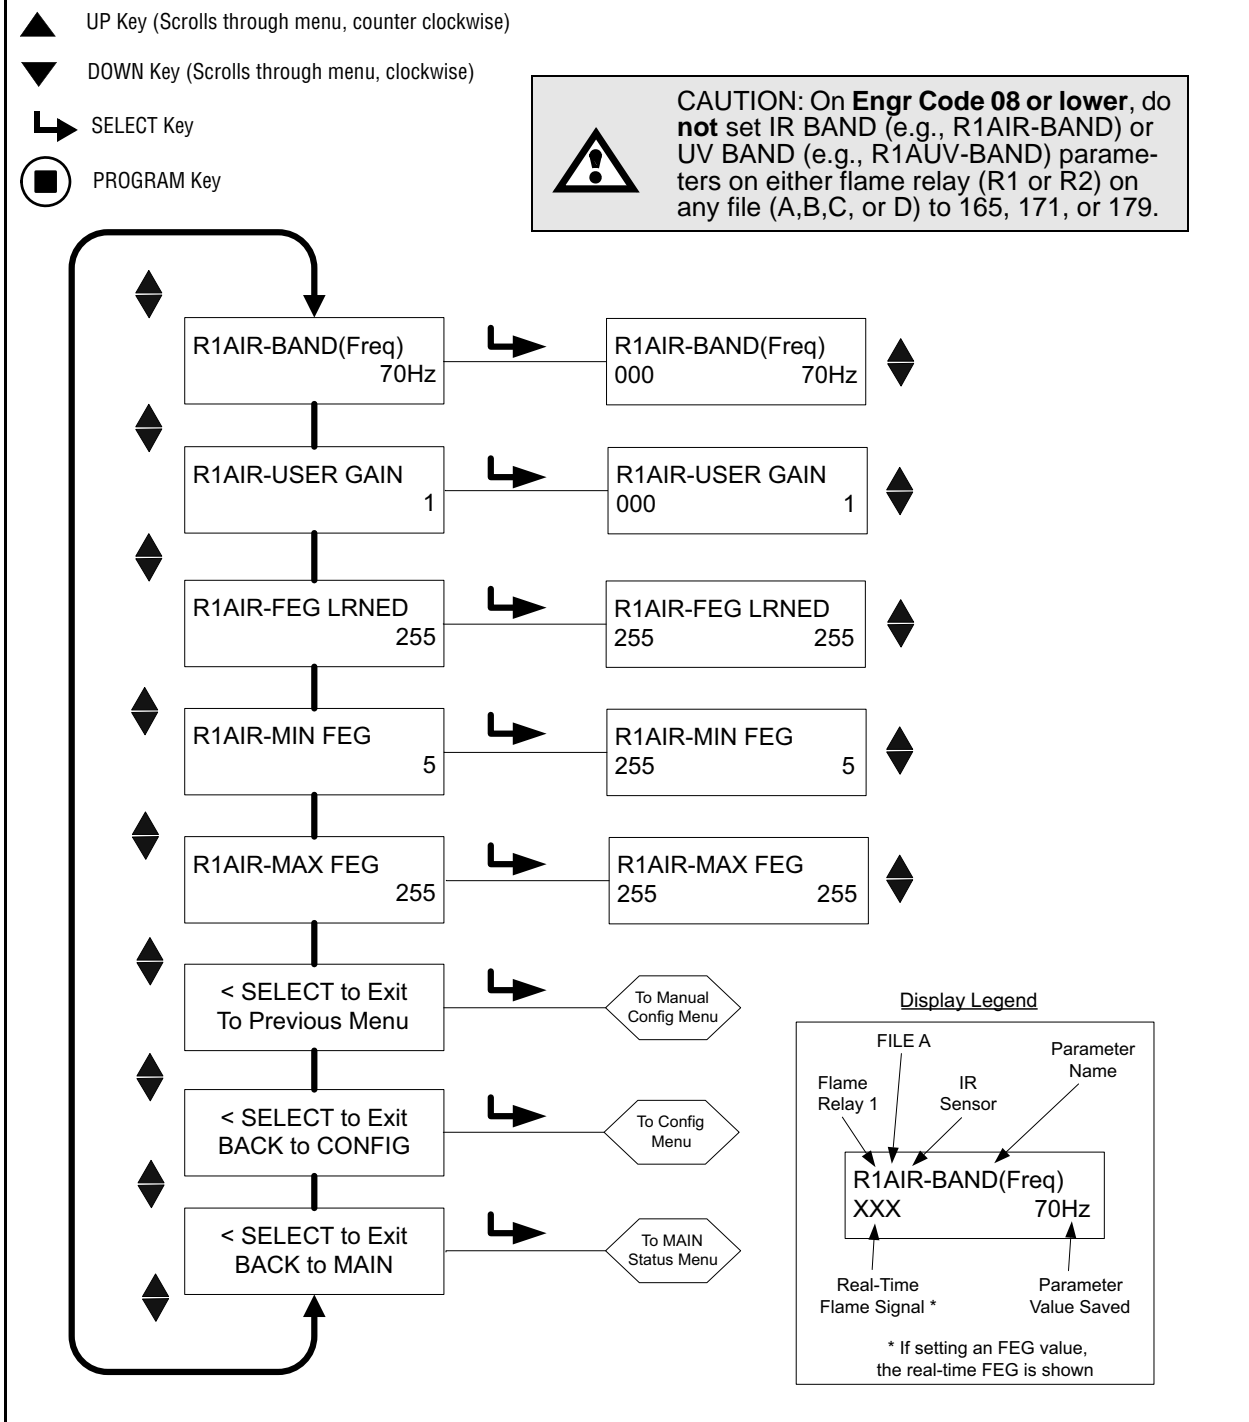 UP Key (Scrolls through menu, counter clockwise)
DOWN Key (Scrolls through menu, clockwise)
SELECT Key
PROGRAM Key
CAUTION: On Engr Code 08 or lower, do
not set IR BAND (e.g., R1AIR-BAND) or
UV BAND (e.g., R1AUV-BAND) parame-
ters on either flame relay (R1 or R2) on
any file (A,B,C, or D) to 165, 171, or 179.
R1AIR-BAND(Freq)
70Hz
R1AIR-BAND(Freq)
000 70Hz
R1AIR-USER GAIN
1
R1AIR-USER GAIN
000 1
R1AIR-FEG LRNED
255
R1AIR-FEG LRNED
255 255
R1AIR-MIN FEG
5
R1AIR-MIN FEG
255 5
R1AIR-MAX FEG
255
R1AIR-MAX FEG
255 255
< SELECT to Exit
To Previous Menu
To Manual
Config Menu
< SELECT to Exit
BACK to CONFIG
To Config
Menu
< SELECT to Exit
BACK to MAIN
To MAIN
Status Menu
Display Legend
FILE A
Parameter
Name
Flame
Relay 1
IR
Sensor
R1AIR-BAND(Freq)
XXX 70Hz
Real-Time
Flame Signal *
Parameter
Value Saved
* If setting an FEG value,
the real-time FEG is shown